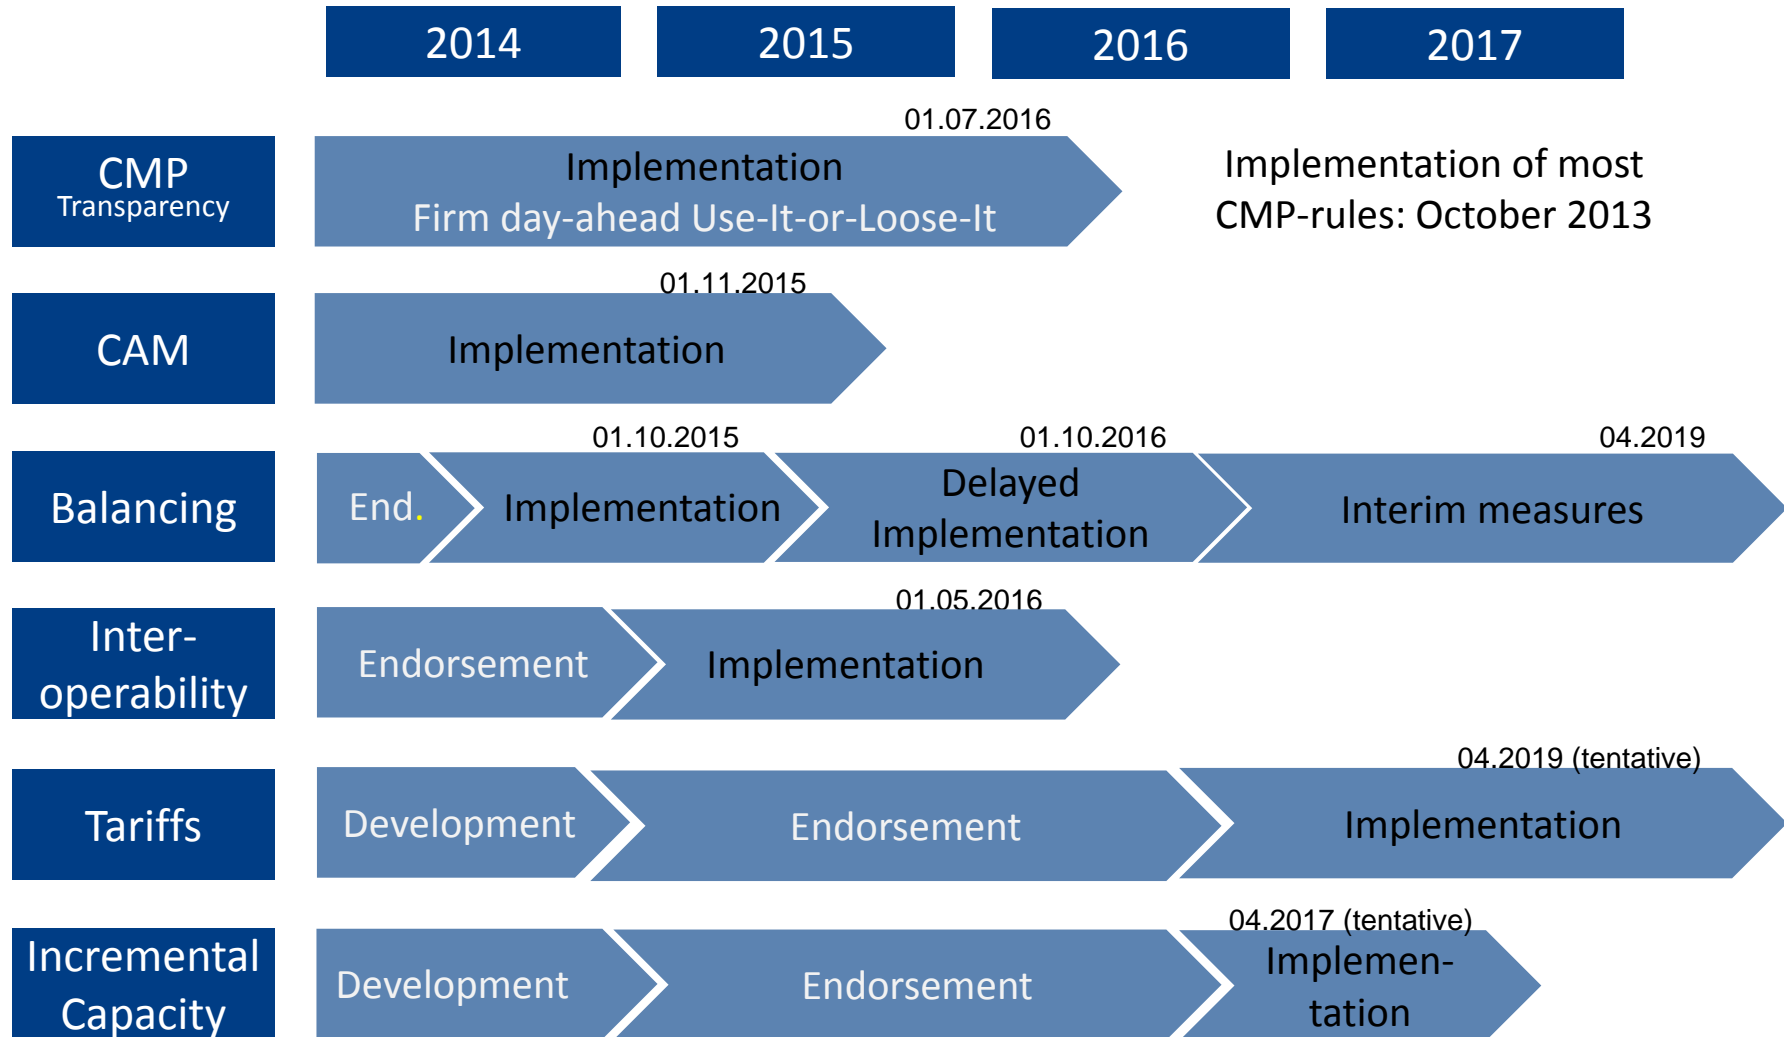 2014
2015
2016
2017
CMP
Transparency
01.07.2016
Implementation
Firm day-ahead Use-It-or-Loose-It
Implementation of most
CMP-rules: October 2013
CAM
01.11.2015
Implementation
Balancing
End.
01.10.2015
Implementation
01.10.2016
Delayed
Implementation
04.2019
Interim measures
Inter-
operability
Endorsement
01.05.2016
Implementation
Tariffs
Development
Endorsement
04.2019 (tentative)
Implementation
Incremental
Capacity
Development
Endorsement
04.2017 (tentative)
Implemen-
tation